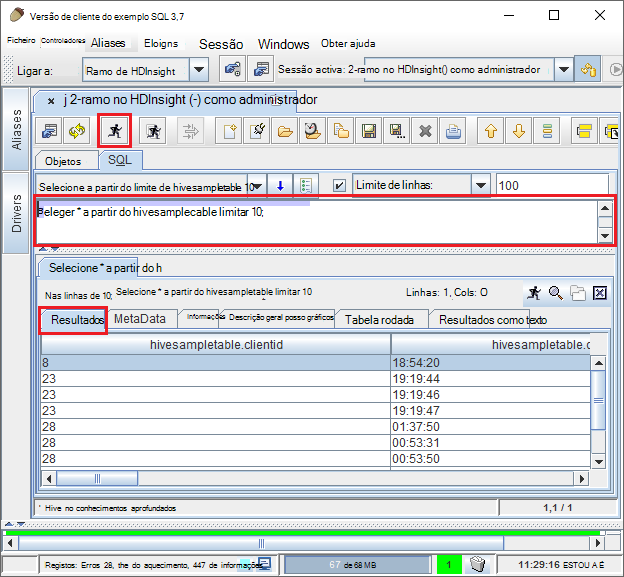 Versão de cliente do exemplo SQL 3,7
Ficheiro Controladores Aliases Eloigns Sessão Windows Obter ajuda
Ligar a: Ramo de HDInsight Sessão activa: 2-ramo no HDInsight() como administrador
Aliases
Drivers
× j 2-ramo no HDInsight (-) como administrador
Objetos SQL
Selecione a partir do limite de hivesampletable 10 Limite de linhas: 100
Releger * a partir do hivesamplecable limitar 10;
Selecione * a partir do h
Nas linhas de 10; Selecione * a partir do hivesampletable limitar 10 Linhas: 1, Cols: O
Resultados MetaData Informações Descrição geral posso gráficos Tabela rodada Resultados como texto
hivesampletable.clientid hivesampletable.c
8 18:54:20
23 19:19:44
23 19:19:46
23 19:19:47
28 01:37:50
28 00:53:31
28 00:53:50
' Hive no conhecimentos aprofundados 1,1 / 1
Registos: Erros 28, the do aquecimento, 447 de informações 67 de 68 MB 1 11:29:16 ESTOU A É